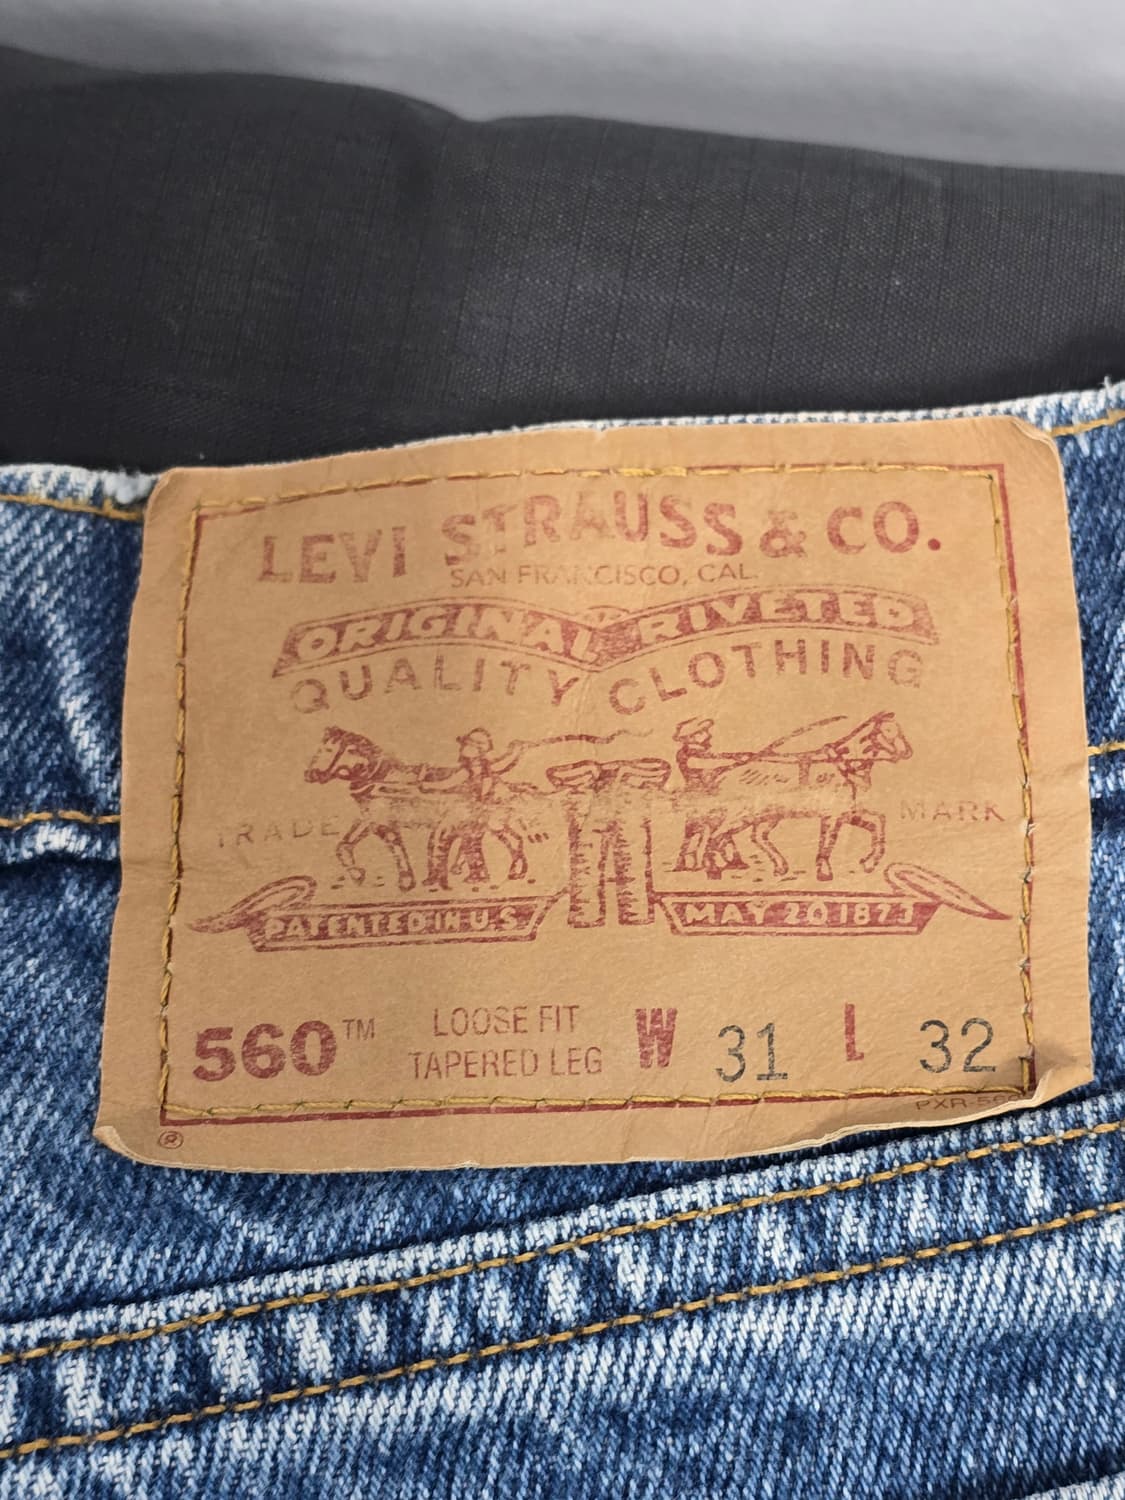 LEVI STRAUSS & CO.
SAN FRANCISCO, CAL.
ORIGINAL RIVETED
QUALITY CLOTHING
TRADE MARK
PATENTED IN U.S. MAY 20 1873
560™ LOOSE FIT TAPERED LEG W 31 L 32
®